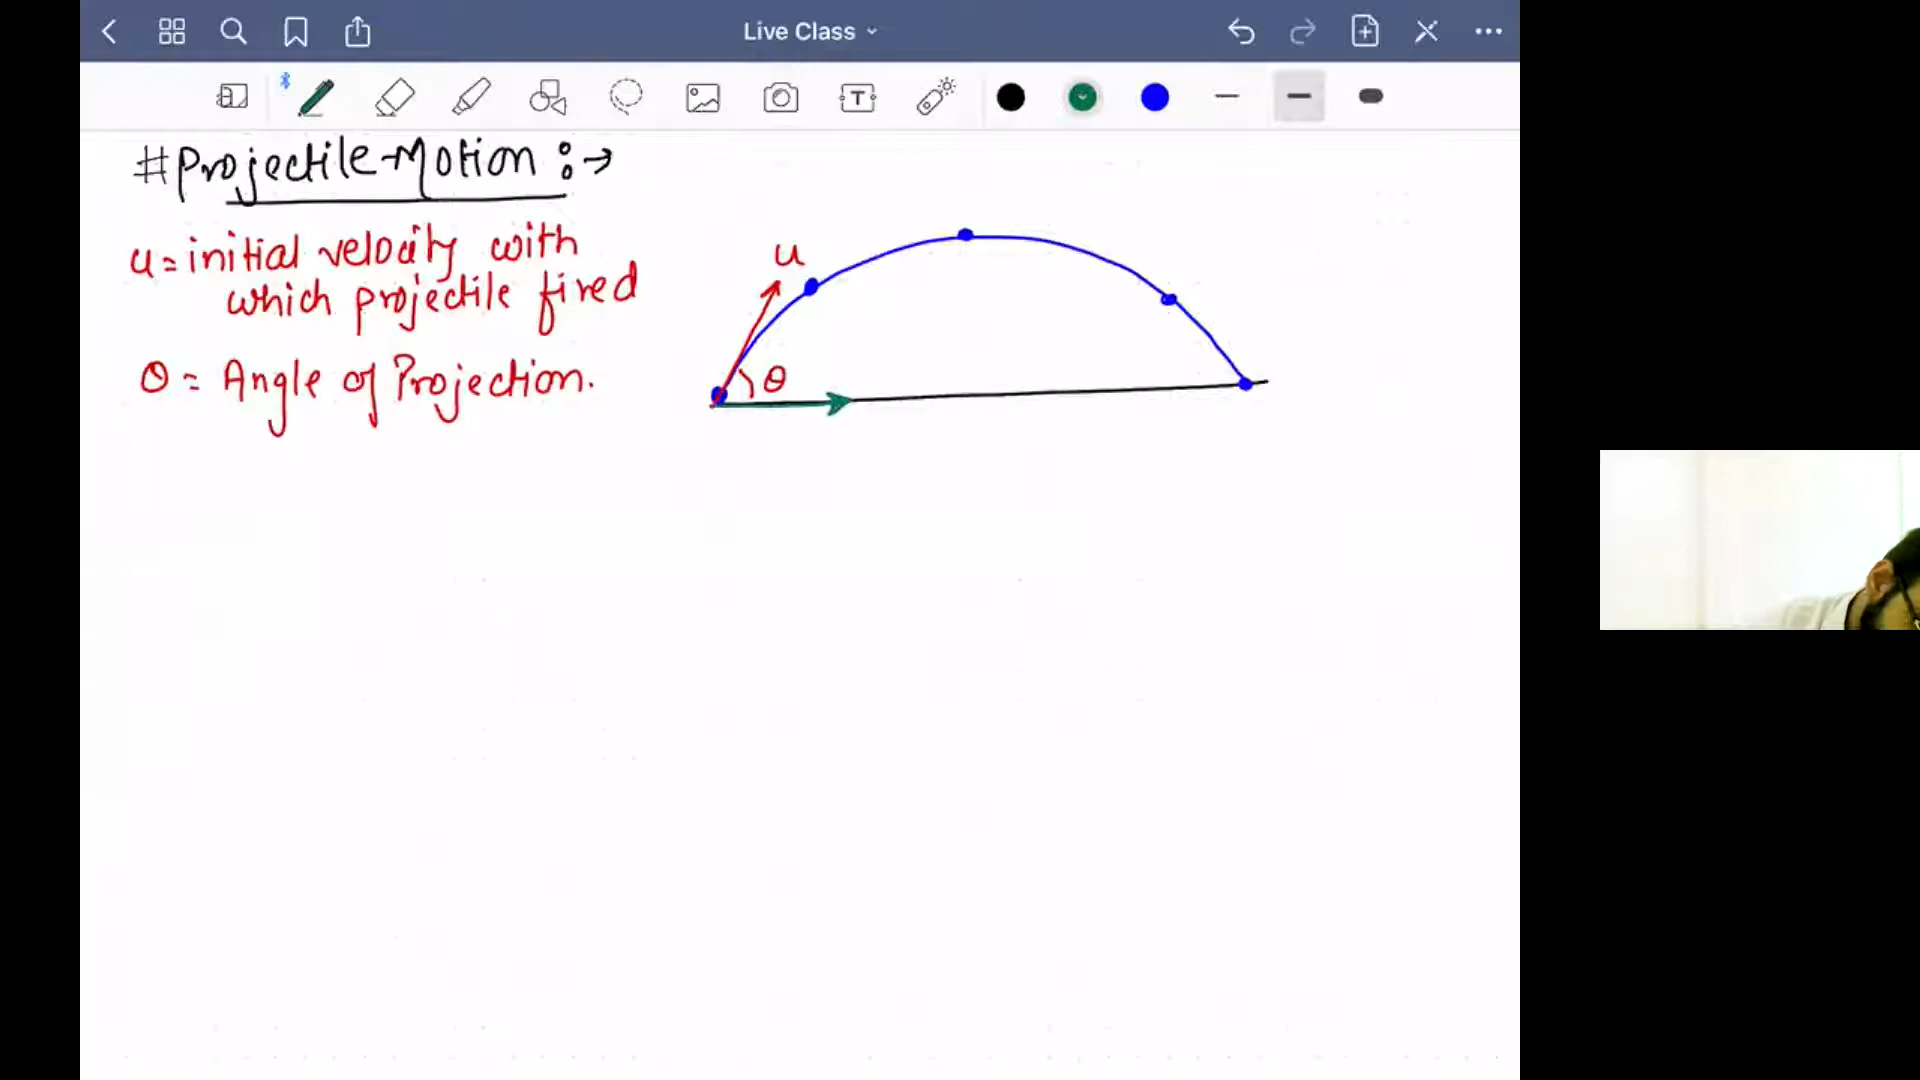 Live Class
T
#Projectile Motion :→
u = initial velocity with
which projectile fired
θ = Angle of Projection.
u
θ